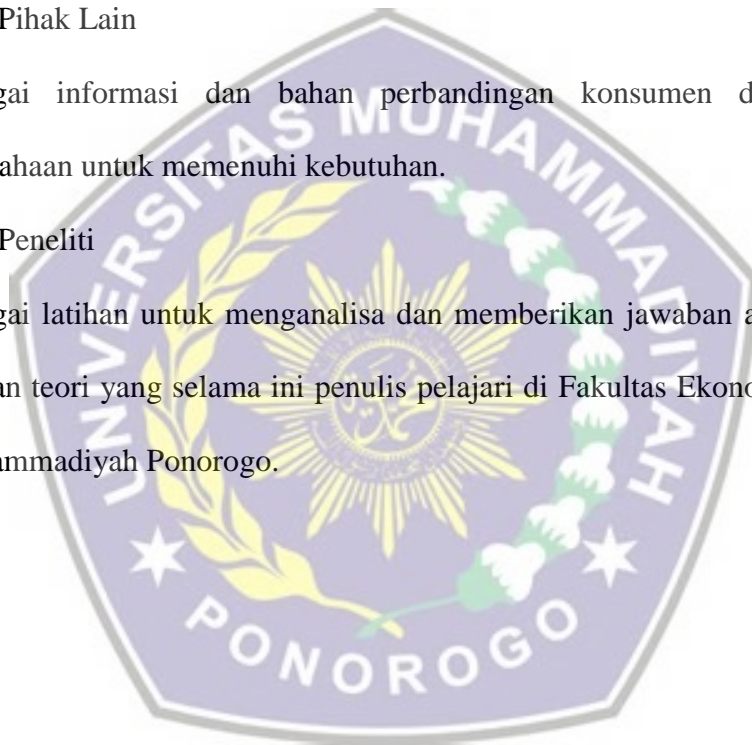 Pihak Lain
gai informasi dan bahan perbandingan konsumen d
ahaan untuk memenuhi kebutuhan.
Peneliti
gai latihan untuk menganalisa dan memberikan jawaban a
an teori yang selama ini penulis pelajari di Fakultas Ekono
ammadiyah Ponorogo.
UNIVERSITAS MUHAMMADIYAH
PONOROGO